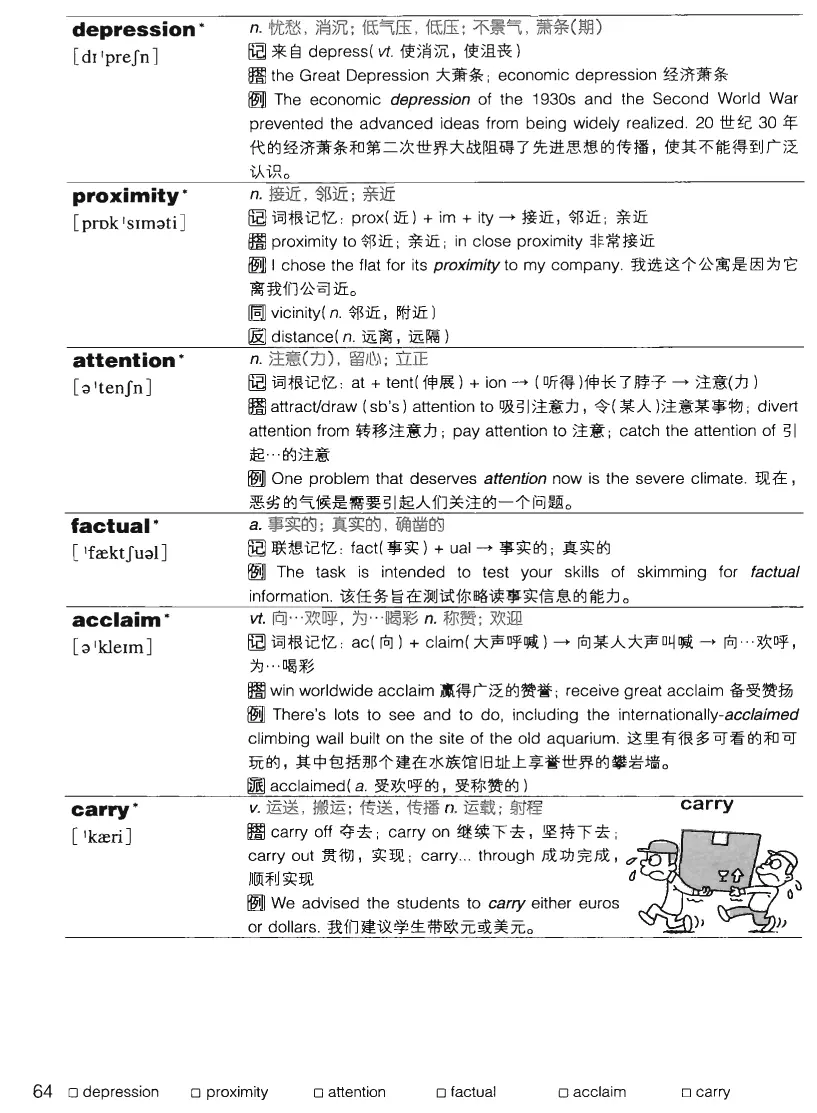 depression*
[dɪˈpreʃn]
n. 忧愁, 消沉; 低气压, 低压; 不景气, 萧条(期)
记 来自 depress( vt. 使消沉, 使沮丧)
搭 the Great Depression 大萧条; economic depression 经济萧条
例 The economic depression of the 1930s and the Second World War
prevented the advanced ideas from being widely realized. 20 世纪 30 年
代的经济萧条和第二次世界大战阻碍了先进思想的传播, 使其不能得到广泛
认识。
proximity*
[prɒkˈsɪməti]
n. 接近, 邻近; 亲近
记 词根记忆: prox(近) + im + ity → 接近, 邻近; 亲近
搭 proximity to 邻近; 亲近; in close proximity 非常接近
例 I chose the flat for its proximity to my company. 我选这个公寓是因为它
离我们公司近。
同 vicinity( n. 邻近, 附近)
反 distance( n. 远离, 远隔)
attention*
[əˈtenʃn]
n. 注意(力), 留心; 立正
记 词根记忆: at + tent(伸展) + ion → (听得)伸长了脖子 → 注意(力)
搭 attract/draw (sb's) attention to 吸引注意力, 令(某人)注意某事物; divert
attention from 转移注意力; pay attention to 注意; catch the attention of 引
起…的注意
例 One problem that deserves attention now is the severe climate. 现在,
恶劣的气候是需要引起人们关注的一个问题。
factual*
[ˈfæktʃuəl]
a. 事实的; 真实的, 确凿的
记 联想记忆: fact(事实) + ual → 事实的; 真实的
例 The task is intended to test your skills of skimming for factual
information. 该任务旨在测试你略读事实信息的能力。
acclaim*
[əˈkleɪm]
vt. 向…欢呼, 为…喝彩 n. 称赞; 欢迎
记 词根记忆: ac(向) + claim(大声呼喊) → 向某人大声叫喊 → 向…欢呼,
为…喝彩
搭 win worldwide acclaim 赢得广泛的赞誉; receive great acclaim 备受赞扬
例 There's lots to see and to do, including the internationally-acclaimed
climbing wall built on the site of the old aquarium. 这里有很多可看的和可
玩的, 其中包括那个建在水族馆旧址上享誉世界的攀岩墙。
派 acclaimed( a. 受欢呼的, 受称赞的)
carry*
[ˈkæri]
v. 运送, 搬运; 传送, 传播 n. 运载; 射程
搭 carry off 夺去; carry on 继续下去, 坚持下去;
carry out 贯彻, 实现; carry... through 成功完成,
顺利实现
例 We advised the students to carry either euros
or dollars. 我们建议学生带欧元或美元。
carry
64 □ depression □ proximity □ attention □ factual □ acclaim □ carry